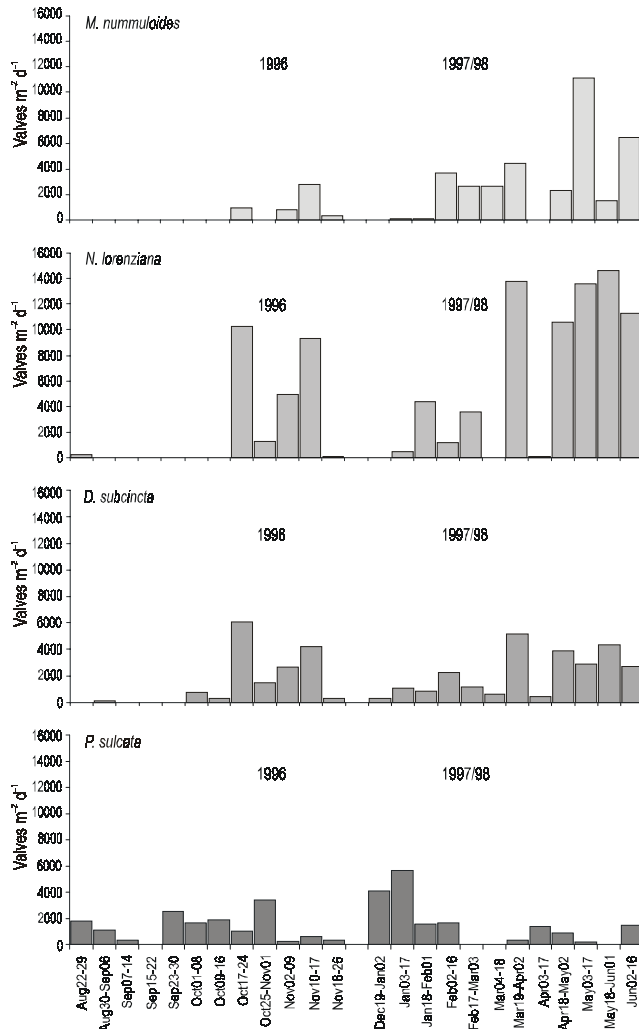 M. nummuloides
16000
14000
12000
10000
8000
6000
4000
2000
0
Valves m⁻² d⁻¹
1996
1997/98
N. lorenziana
16000
14000
12000
10000
8000
6000
4000
2000
0
Valves m⁻² d⁻¹
1996
1997/98
D. subcincta
16000
14000
12000
10000
8000
6000
4000
2000
0
Valves m⁻² d⁻¹
1996
1997/98
P. sulcata
16000
14000
12000
10000
8000
6000
4000
2000
0
Valves m⁻² d⁻¹
1996
1997/98
Aug22-29
Aug30-Sep06
Sep07-14
Sep15-22
Sep23-30
Oct01-08
Oct09-16
Oct17-24
Oct25-Nov01
Nov02-09
Nov10-17
Nov18-26
Dec19-Jan02
Jan03-17
Jan18-Feb01
Feb02-16
Feb17-Mar03
Mar04-18
Mar19-Apr02
Apr03-17
Apr18-May02
May03-17
May18-Jun01
Jun02-16